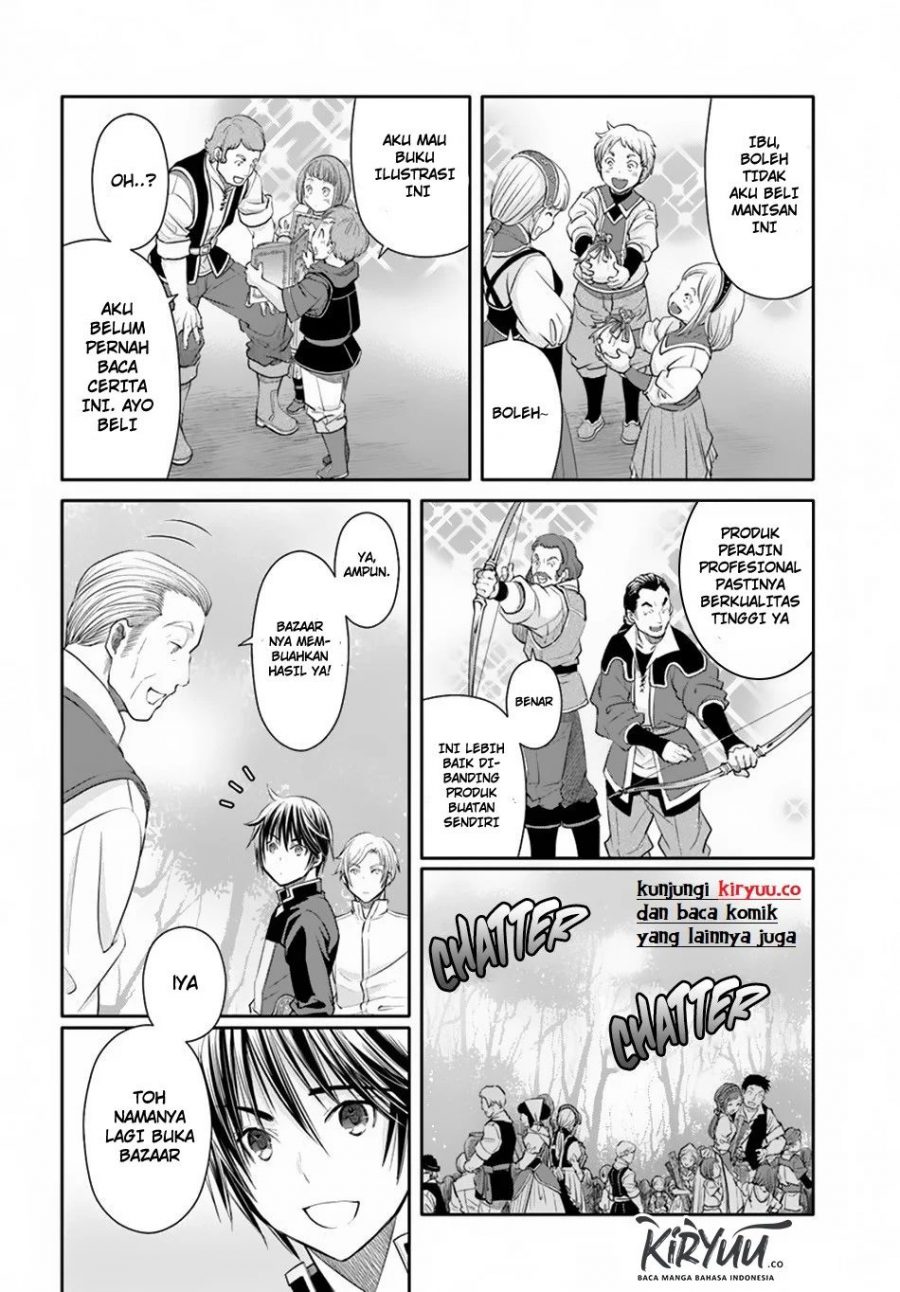 IBU,
BOLEH
TIDAK
AKU BELI
MANISAN
INI
BOLEH~
AKU MAU
BUKU
ILUSTRASI
INI
OH..?
AKU
BELUM
PERNAH
BACA
CERITA
INI. AYO
BELI
PRODUK
PERAJIN
PROFESIONAL
PASTINYA
BERKUALITAS
TINGGI YA
BENAR
INI LEBIH
BAIK DI-
BANDING
PRODUK
BUATAN
SENDIRI
kunjungi kiryuu.co
dan baca komik
yang lainnya juga
CHATTER
CHATTER
YA,
AMPUN.
BAZAAR
NYA MEM-
BUAHKAN
HASIL YA!
IYA
TOH
NAMANYA
LAGI BUKA
BAZAAR
KiRYUU.CO
BACA MANGA BAHASA INDONESIA